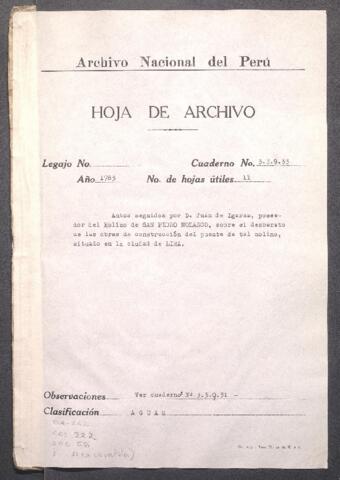 Archivo Nacional del Perú
HOJA DE ARCHIVO
Legajo No. Cuaderno No. 3.3.9.33
Año 1785 No. de hojas útiles. 11
Autos seguidos por D. Juan de Igarza, posee-
dor del Molino de SAN PEDRO NOLASCO, sobre el desbarato
de las obras de construcción del puente de tal molino,
situado en la ciudad de LIMA.
Observaciones Ver cuaderno Nº 3.3.9.31 -
Clasificación AGUAS